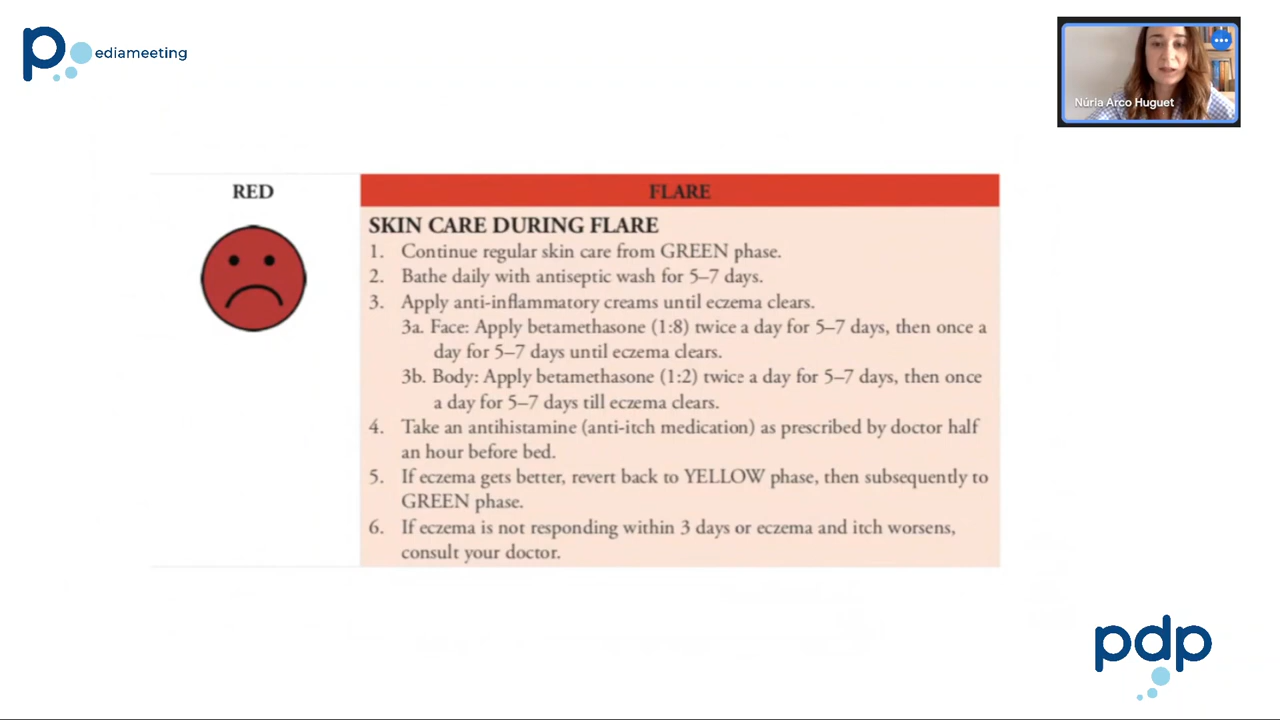 p
ediameeting
Núria Arco Huguet
RED
FLARE
SKIN CARE DURING FLARE
1. Continue regular skin care from GREEN phase.
2. Bathe daily with antiseptic wash for 5–7 days.
3. Apply anti-inflammatory creams until eczema clears.
3a. Face: Apply betamethasone (1:8) twice a day for 5–7 days, then once a
day for 5–7 days until eczema clears.
3b. Body: Apply betamethasone (1:2) twice a day for 5–7 days, then once
a day for 5–7 days till eczema clears.
4. Take an antihistamine (anti-itch medication) as prescribed by doctor half
an hour before bed.
5. If eczema gets better, revert back to YELLOW phase, then subsequently to
GREEN phase.
6. If eczema is not responding within 3 days or eczema and itch worsens,
consult your doctor.
pdp